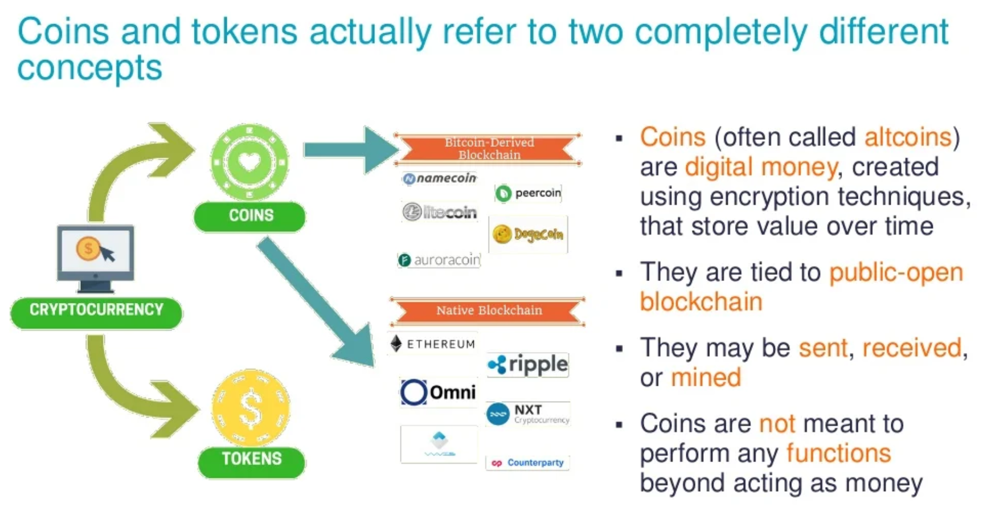 Coins and tokens actually refer to two completely different
concepts
COINS
CRYPTOCURRENCY
$
$
TOKENS
Bitcoin-Derived
Blockchain
namecoin
peercoin
litecoin
DogeCoin
auroracoin
Native Blockchain
ETHEREUM
ripple
Omni
NXT
Cryptocurrency
Counterparty
▪ Coins (often called altcoins)
are digital money, created
using encryption techniques,
that store value over time
▪ They are tied to public-open
blockchain
▪ They may be sent, received,
or mined
▪ Coins are not meant to
perform any functions
beyond acting as money